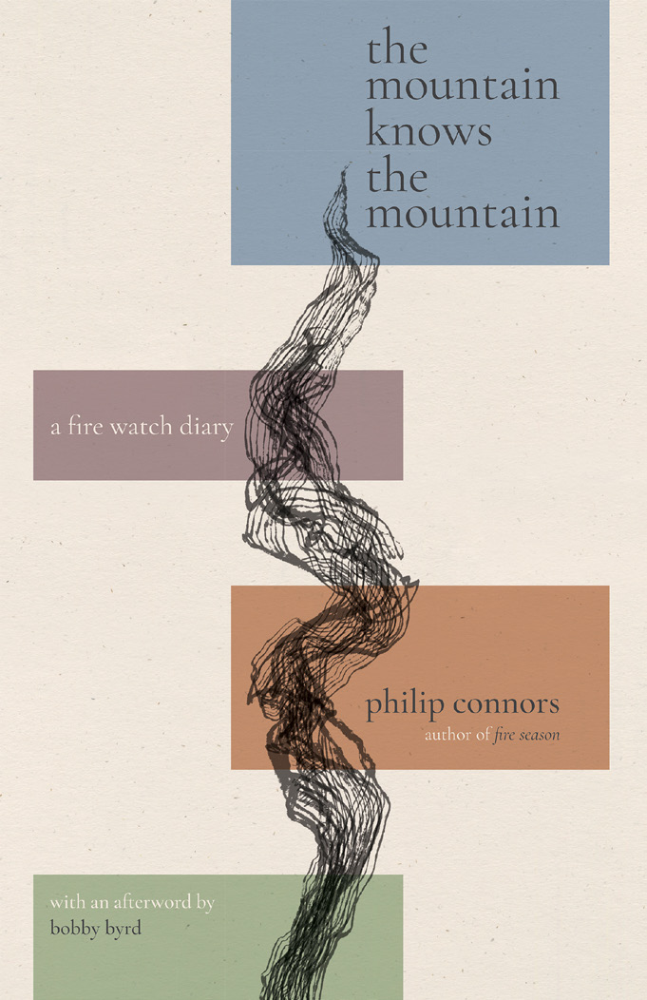 the
mountain
knows
the
mountain
a fire watch diary
philip connors
author of fire season
with an afterword by
bobby byrd